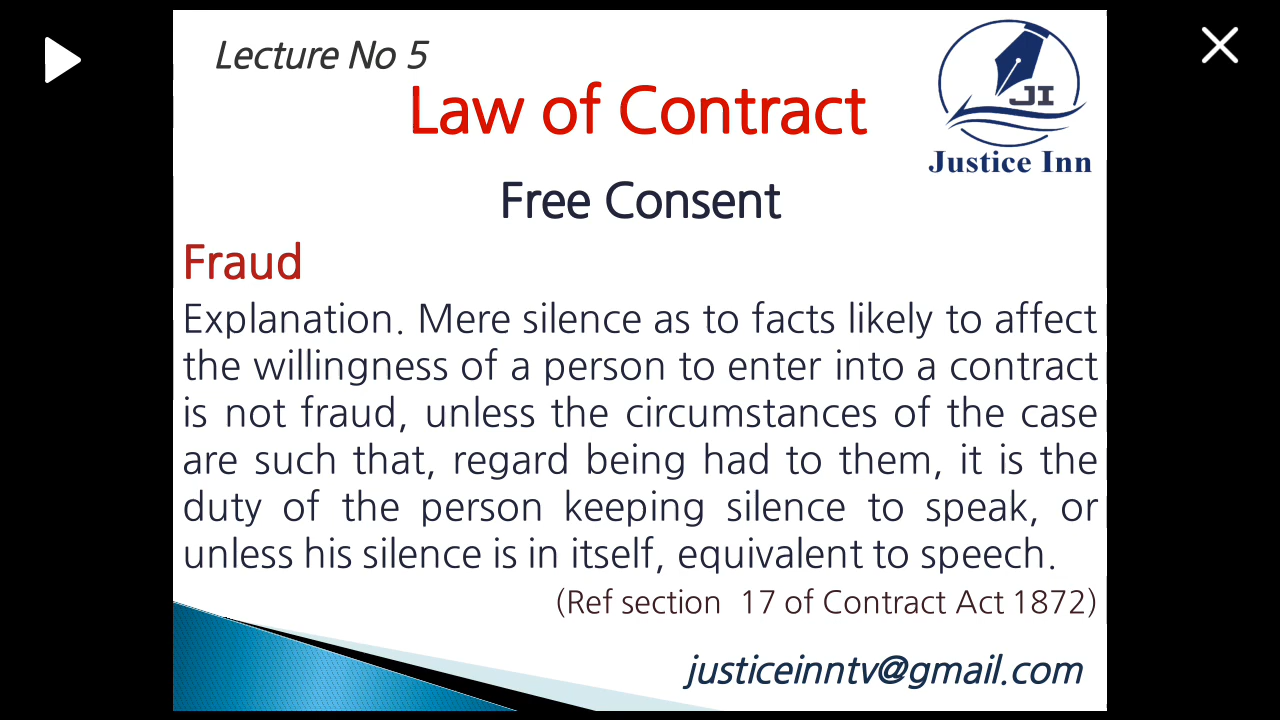 Lecture No 5
Law of Contract
JI
Justice Inn
Free Consent
Fraud
Explanation. Mere silence as to facts likely to affect
the willingness of a person to enter into a contract
is not fraud, unless the circumstances of the case
are such that, regard being had to them, it is the
duty of the person keeping silence to speak, or
unless his silence is in itself, equivalent to speech.
(Ref section 17 of Contract Act 1872)
justiceinntv@gmail.com